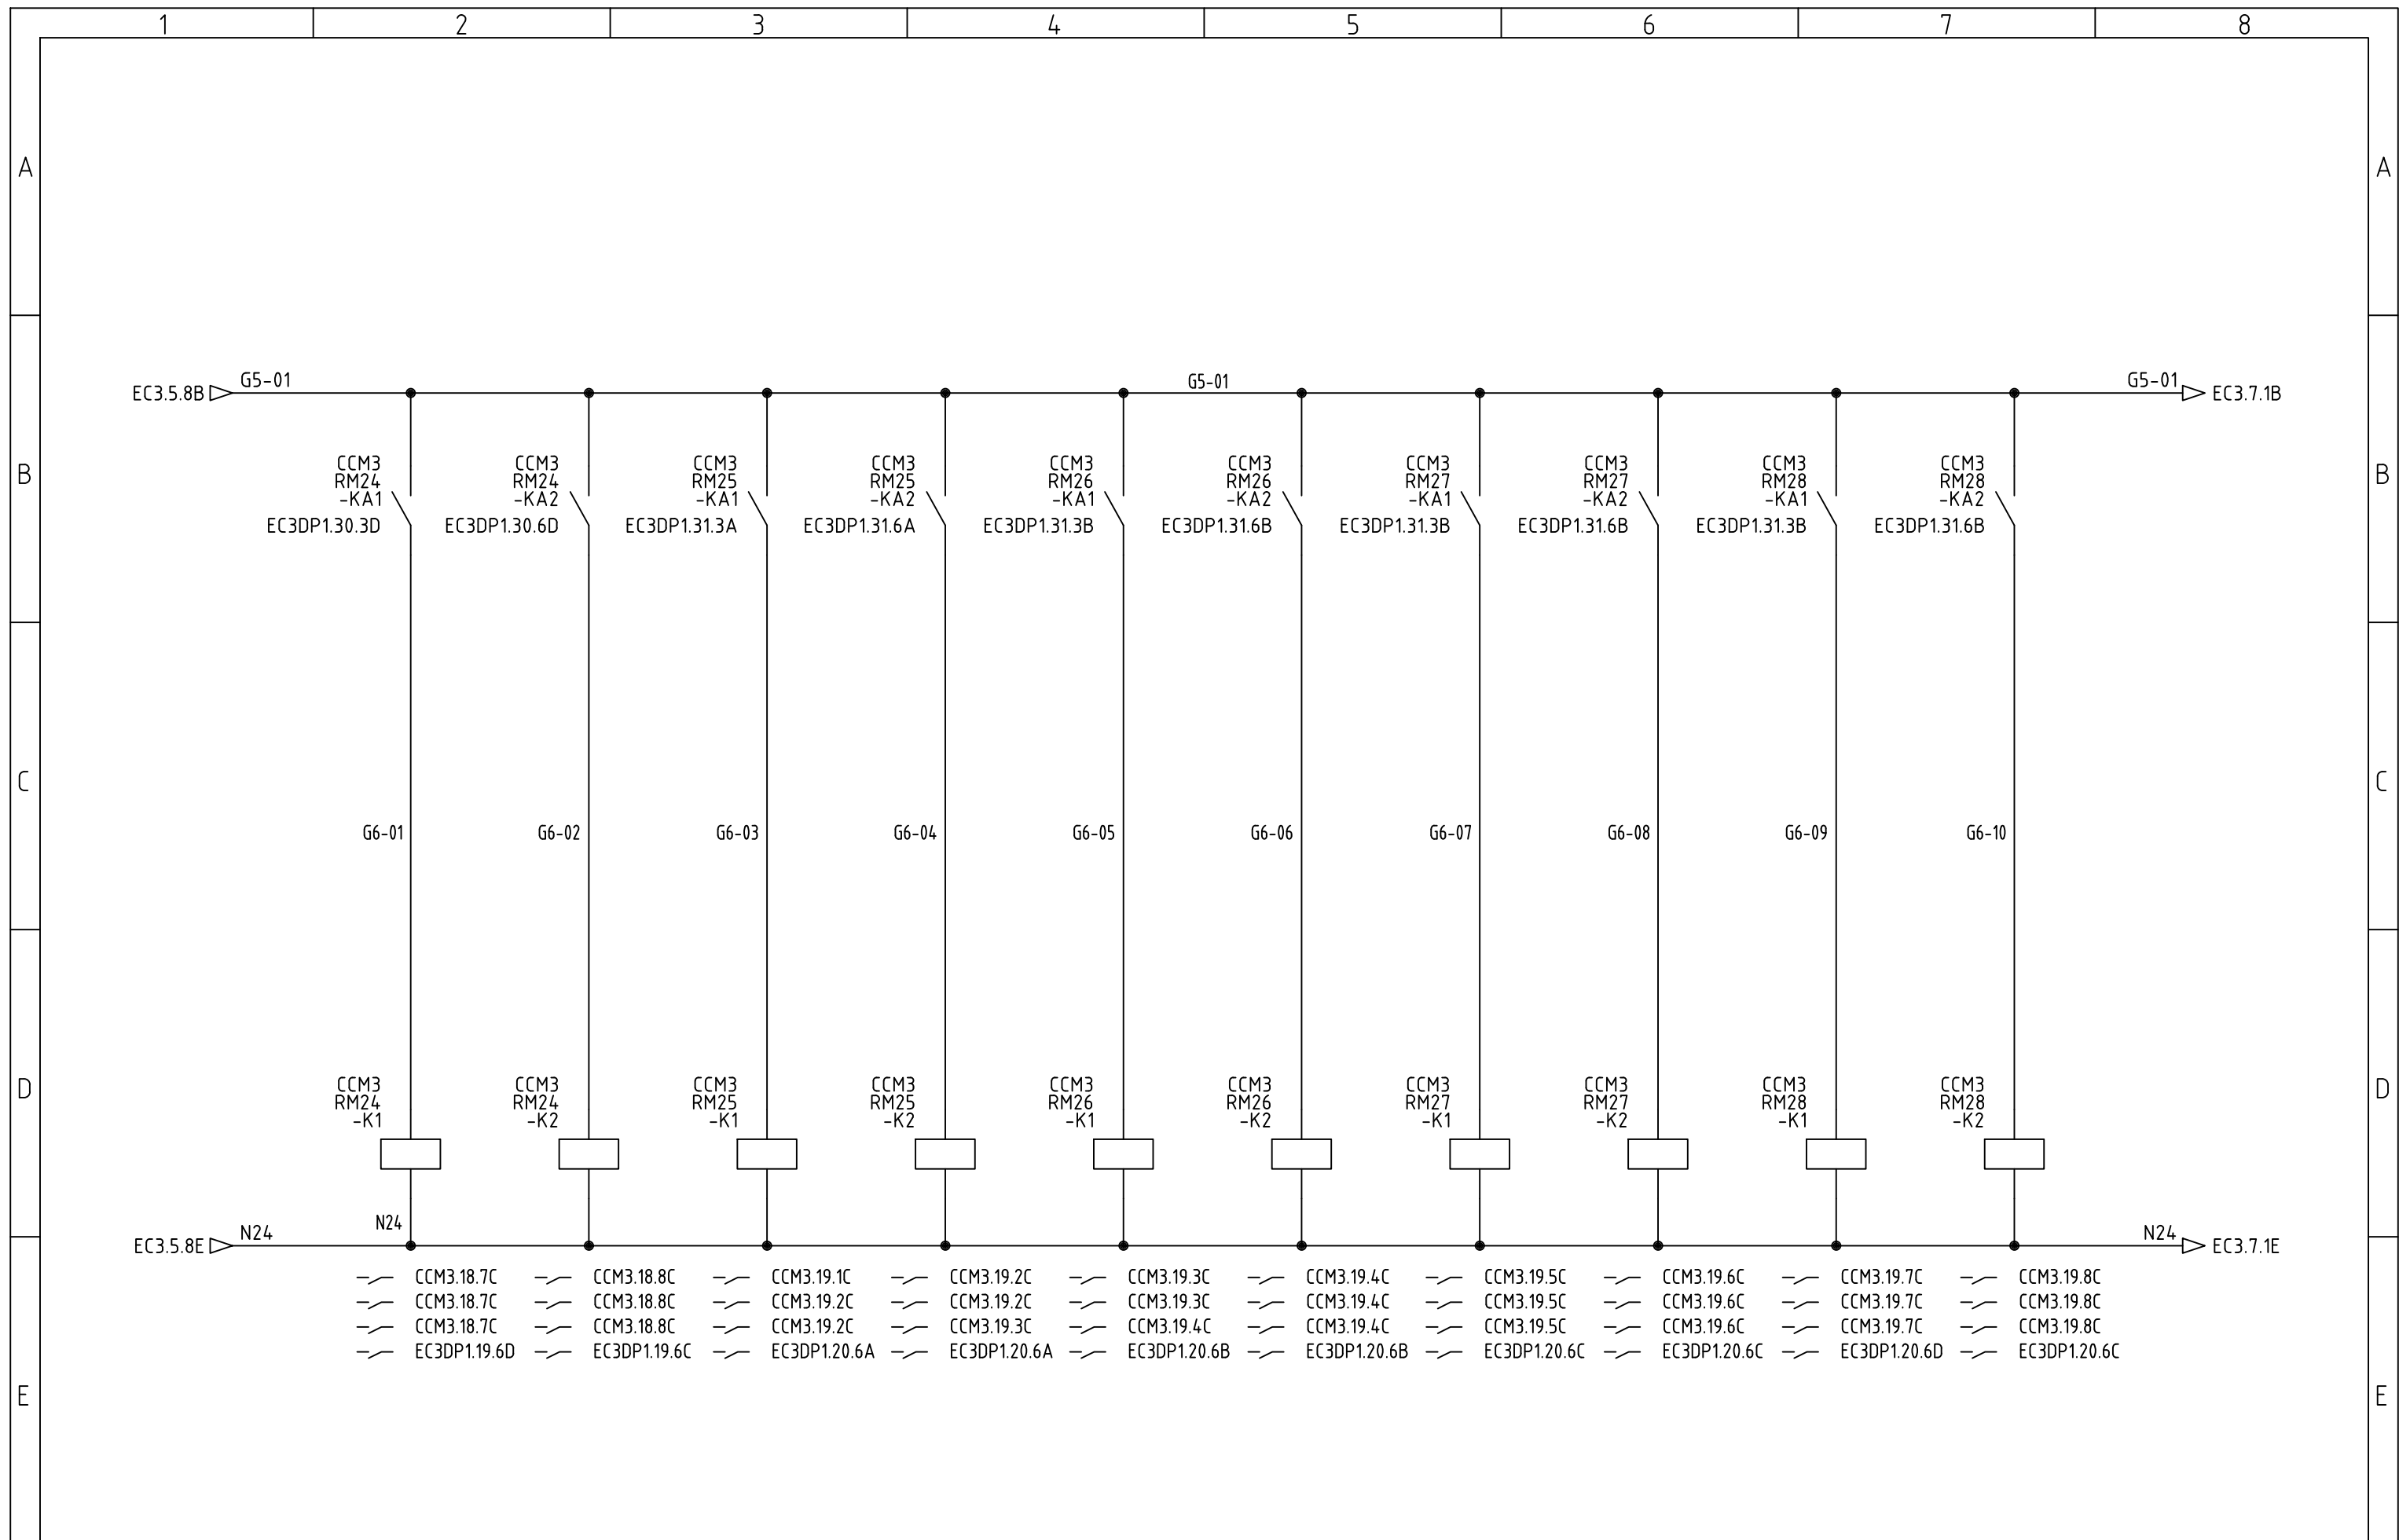 1 2 3 4 5 6 7 8
A A
G5-01 G5-01 G5-01
EC3.5.8B EC3.7.1B
B B
CCM3 CCM3 CCM3 CCM3 CCM3 CCM3 CCM3 CCM3 CCM3 CCM3
RM24 RM24 RM25 RM25 RM26 RM26 RM27 RM27 RM28 RM28
-KA1 -KA2 -KA1 -KA2 -KA1 -KA2 -KA1 -KA2 -KA1 -KA2
EC3DP1.30.3D EC3DP1.30.6D EC3DP1.31.3A EC3DP1.31.6A EC3DP1.31.3B EC3DP1.31.6B EC3DP1.31.3B EC3DP1.31.6B EC3DP1.31.3B EC3DP1.31.6B
C C
G6-01 G6-02 G6-03 G6-04 G6-05 G6-06 G6-07 G6-08 G6-09 G6-10
D D
CCM3 CCM3 CCM3 CCM3 CCM3 CCM3 CCM3 CCM3 CCM3 CCM3
RM24 RM24 RM25 RM25 RM26 RM26 RM27 RM27 RM28 RM28
-K1 -K2 -K1 -K2 -K1 -K2 -K1 -K2 -K1 -K2
N24 N24 N24
EC3.5.8E EC3.7.1E
CCM3.18.7C CCM3.18.8C CCM3.19.1C CCM3.19.2C CCM3.19.3C CCM3.19.4C CCM3.19.5C CCM3.19.6C CCM3.19.7C CCM3.19.8C
CCM3.18.7C CCM3.18.8C CCM3.19.2C CCM3.19.2C CCM3.19.3C CCM3.19.4C CCM3.19.5C CCM3.19.6C CCM3.19.7C CCM3.19.8C
CCM3.18.7C CCM3.18.8C CCM3.19.2C CCM3.19.3C CCM3.19.4C CCM3.19.4C CCM3.19.5C CCM3.19.6C CCM3.19.7C CCM3.19.8C
EC3DP1.19.6D EC3DP1.19.6C EC3DP1.20.6A EC3DP1.20.6A EC3DP1.20.6B EC3DP1.20.6B EC3DP1.20.6C EC3DP1.20.6C EC3DP1.20.6D EC3DP1.20.6C
E E